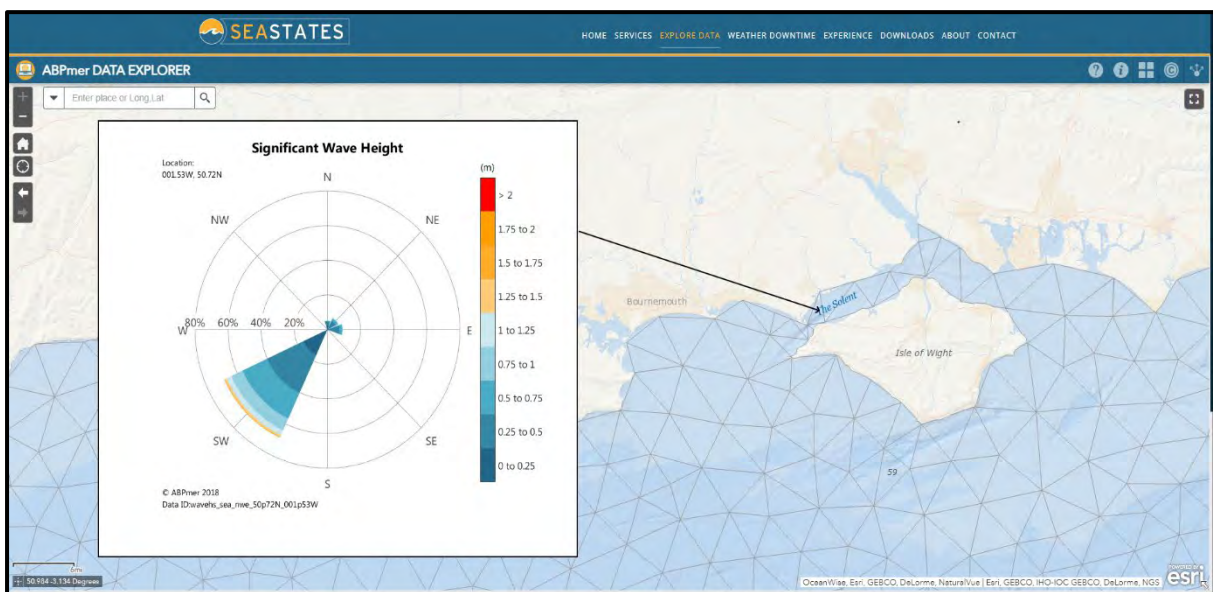 SEASTATES
HOME SERVICES EXPLORE DATA WEATHER DOWNTIME EXPERIENCE DOWNLOADS ABOUT CONTACT
ABPmer DATA EXPLORER
Enter place or Long,Lat
Significant Wave Height
Location:
001.53W, 50.72N
(m)
N
> 2
NW
NE
1.75 to 2
1.5 to 1.75
1.25 to 1.5
W
80%
60%
40%
20%
E
1 to 1.25
0.75 to 1
0.5 to 0.75
SW
SE
0.25 to 0.5
0 to 0.25
S
© ABPmer 2018
Data ID:wavehs_sea_nwe_50p72N_001p53W
Bournemouth
The Solent
Isle of Wight
59
50.984 -3.134 Degrees
OceanWise, Esri, GEBCO, DeLorme, NaturalVue | Esri, GEBCO, IHO-IOC GEBCO, DeLorme, NGS
POWERED BY
esri